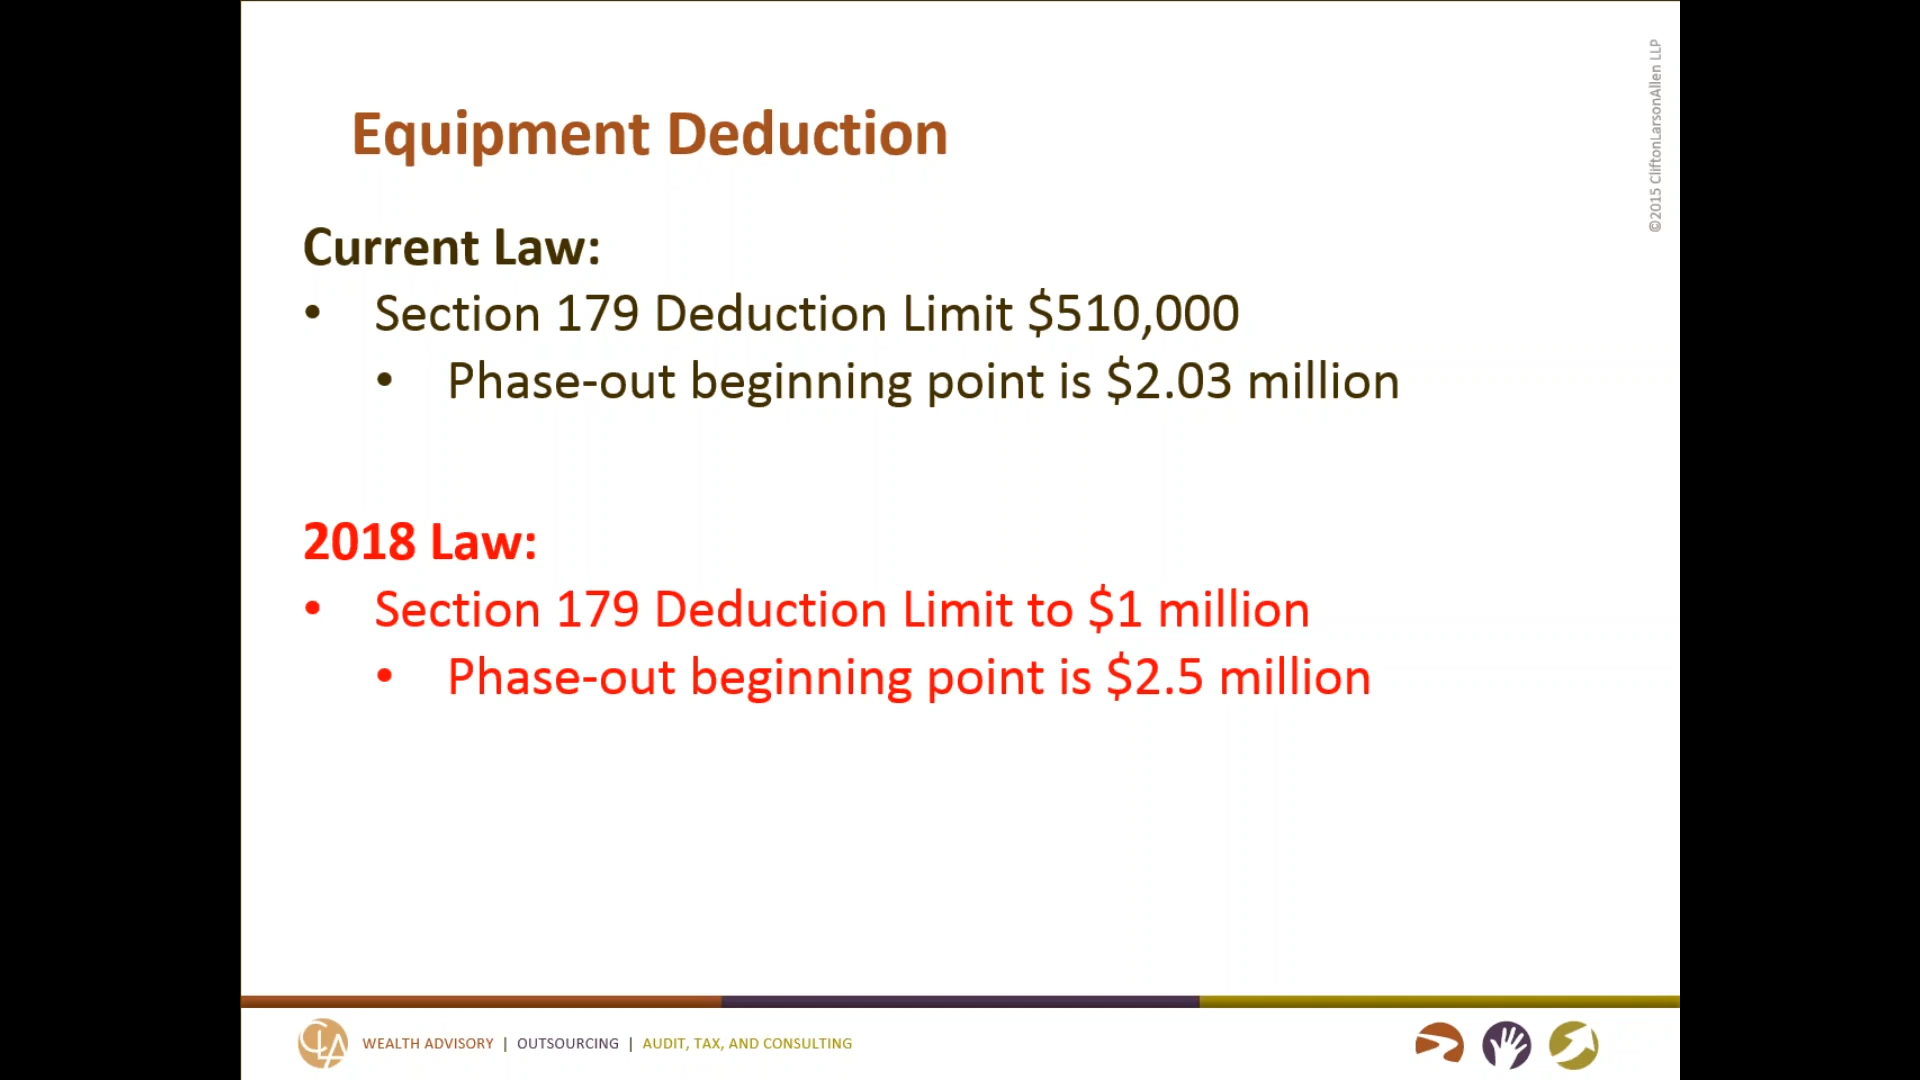 ©2015 CliftonLarsonAllen LLP
Equipment Deduction
Current Law:
• Section 179 Deduction Limit $510,000
• Phase-out beginning point is $2.03 million
2018 Law:
• Section 179 Deduction Limit to $1 million
• Phase-out beginning point is $2.5 million
CLA WEALTH ADVISORY | OUTSOURCING | AUDIT, TAX, AND CONSULTING